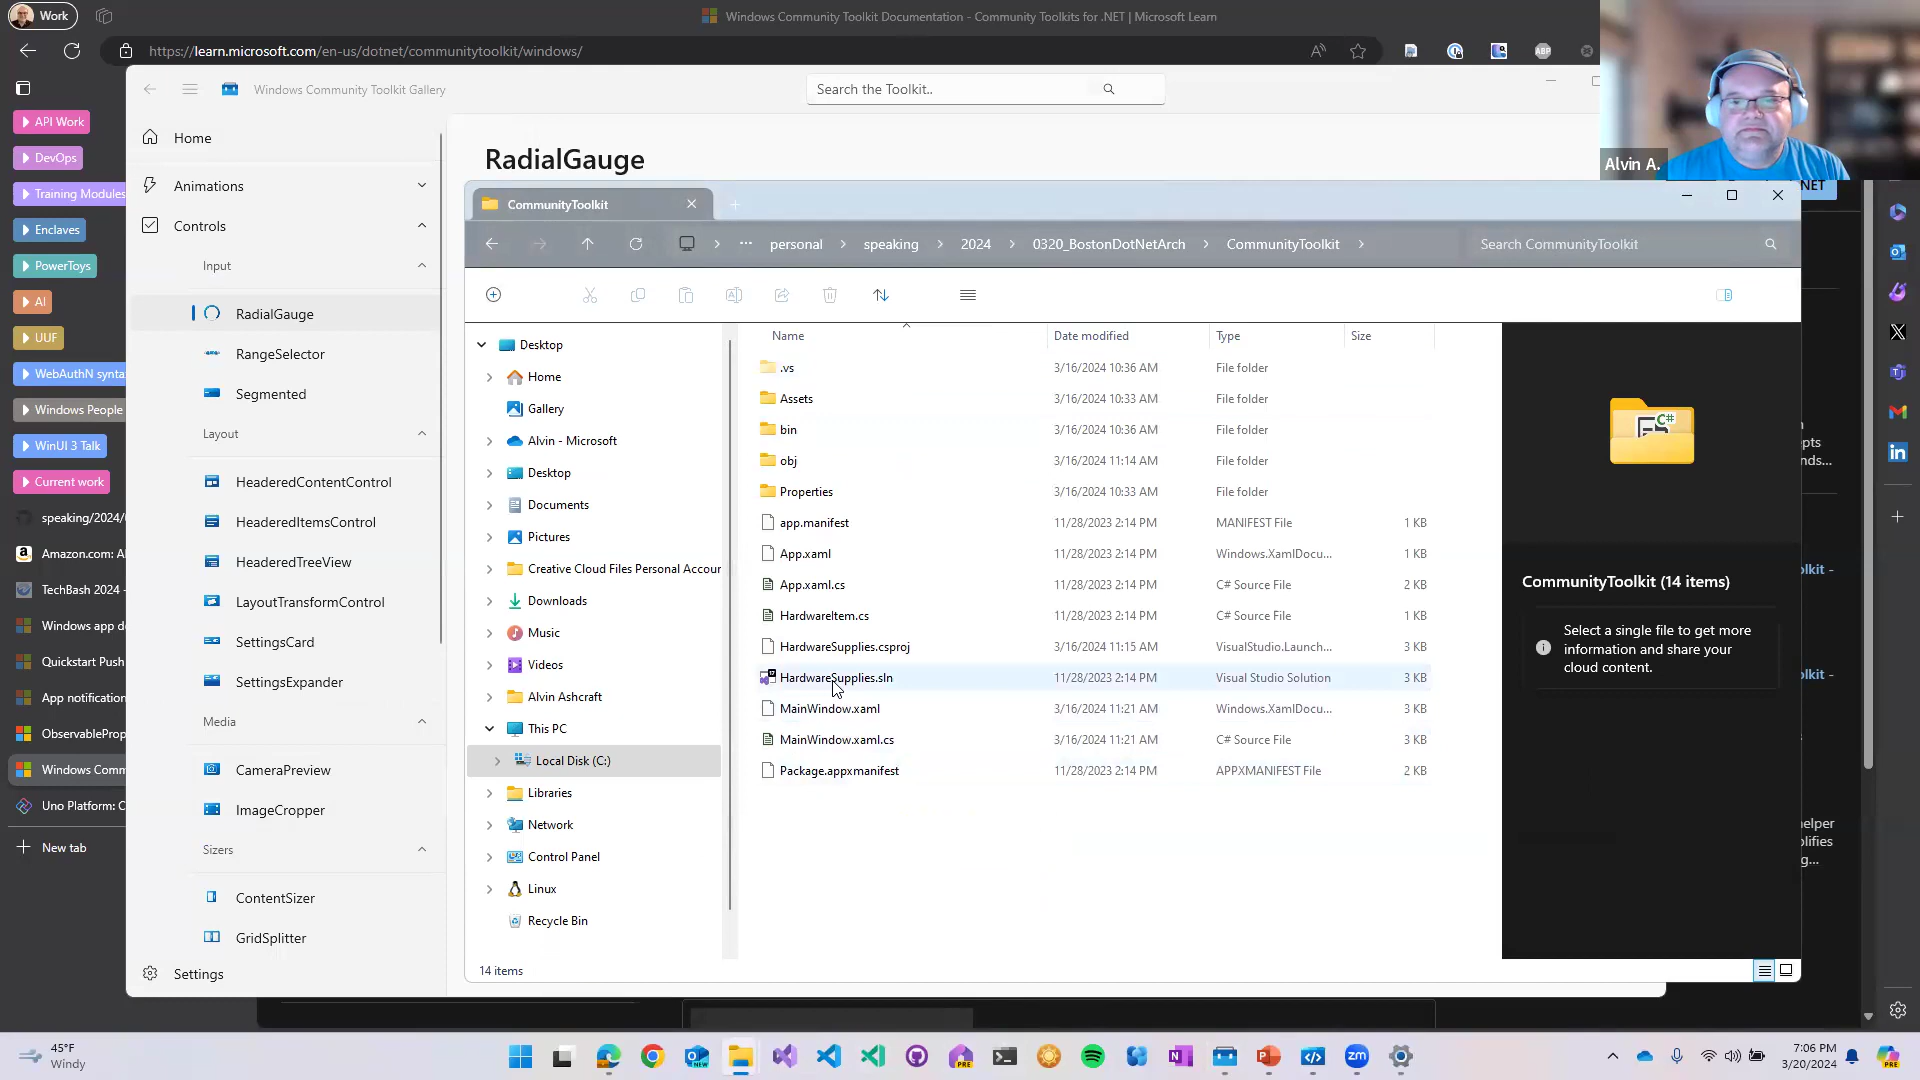 Work
Windows Community Toolkit Documentation - Community Toolkits for .NET | Microsoft Learn
https://learn.microsoft.com/en-us/dotnet/communitytoolkit/windows/
API Work
DevOps
Training Modules
Enclaves
PowerToys
AI
UUF
WebAuthN synta
Windows People
WinUI 3 Talk
Current work
speaking/2024/
Amazon.com: Al
TechBash 2024 -
Windows app de
Quickstart Push
App notification
ObservableProp
Windows Comm
Uno Platform: C
New tab
Windows Community Toolkit Gallery
Search the Toolkit..
Home
Animations
Controls
Input
RadialGauge
RangeSelector
Segmented
Layout
HeaderedContentControl
HeaderedItemsControl
HeaderedTreeView
LayoutTransformControl
SettingsCard
SettingsExpander
Media
CameraPreview
ImageCropper
Sizers
ContentSizer
GridSplitter
Settings
RadialGauge
Alvin A.
NET
CommunityToolkit
personal
speaking
2024
0320_BostonDotNetArch
CommunityToolkit
Search CommunityToolkit
Desktop
Home
Gallery
Alvin - Microsoft
Desktop
Documents
Pictures
Creative Cloud Files Personal Accour
Downloads
Music
Videos
Alvin Ashcraft
This PC
Local Disk (C:)
Libraries
Network
Control Panel
Linux
Recycle Bin
Name Date modified Type Size
.vs 3/16/2024 10:36 AM File folder
Assets 3/16/2024 10:33 AM File folder
bin 3/16/2024 10:36 AM File folder
obj 3/16/2024 11:14 AM File folder
Properties 3/16/2024 10:33 AM File folder
app.manifest 11/28/2023 2:14 PM MANIFEST File 1 KB
App.xaml 11/28/2023 2:14 PM Windows.XamlDocu... 1 KB
App.xaml.cs 11/28/2023 2:14 PM C# Source File 2 KB
HardwareItem.cs 11/28/2023 2:14 PM C# Source File 1 KB
HardwareSupplies.csproj 3/16/2024 11:15 AM VisualStudio.Launch... 3 KB
HardwareSupplies.sln 11/28/2023 2:14 PM Visual Studio Solution 3 KB
MainWindow.xaml 3/16/2024 11:21 AM Windows.XamlDocu... 3 KB
MainWindow.xaml.cs 3/16/2024 11:21 AM C# Source File 3 KB
Package.appxmanifest 11/28/2023 2:14 PM APPXMANIFEST File 2 KB
C#
CommunityToolkit (14 items)
Select a single file to get more
information and share your
cloud content.
14 items
epts
nds...
olkit -
olkit -
helper
plifies
g...
45°F
Windy
7:06 PM
3/20/2024